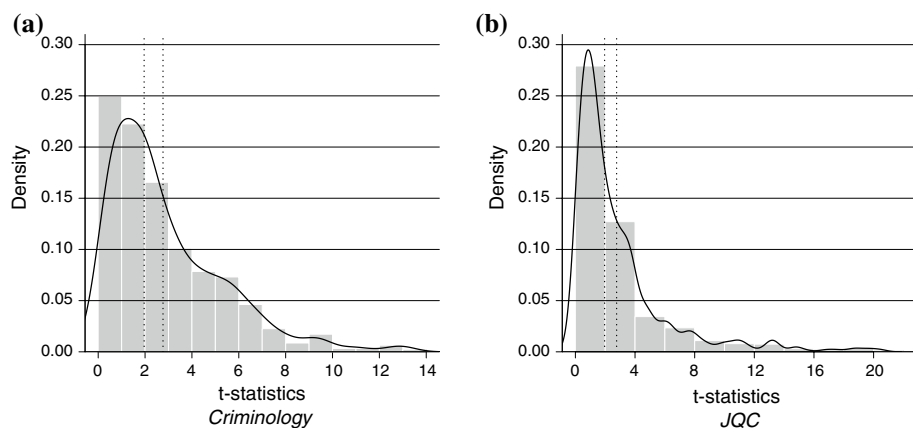 (a)
0.30
0.25
0.20
0.15
0.10
0.05
0.00
Density
0 2 4 6 8 10 12 14
t-statistics
Criminology
(b)
0.30
0.25
0.20
0.15
0.10
0.05
0.00
Density
0 4 8 12 16 20
t-statistics
JQC